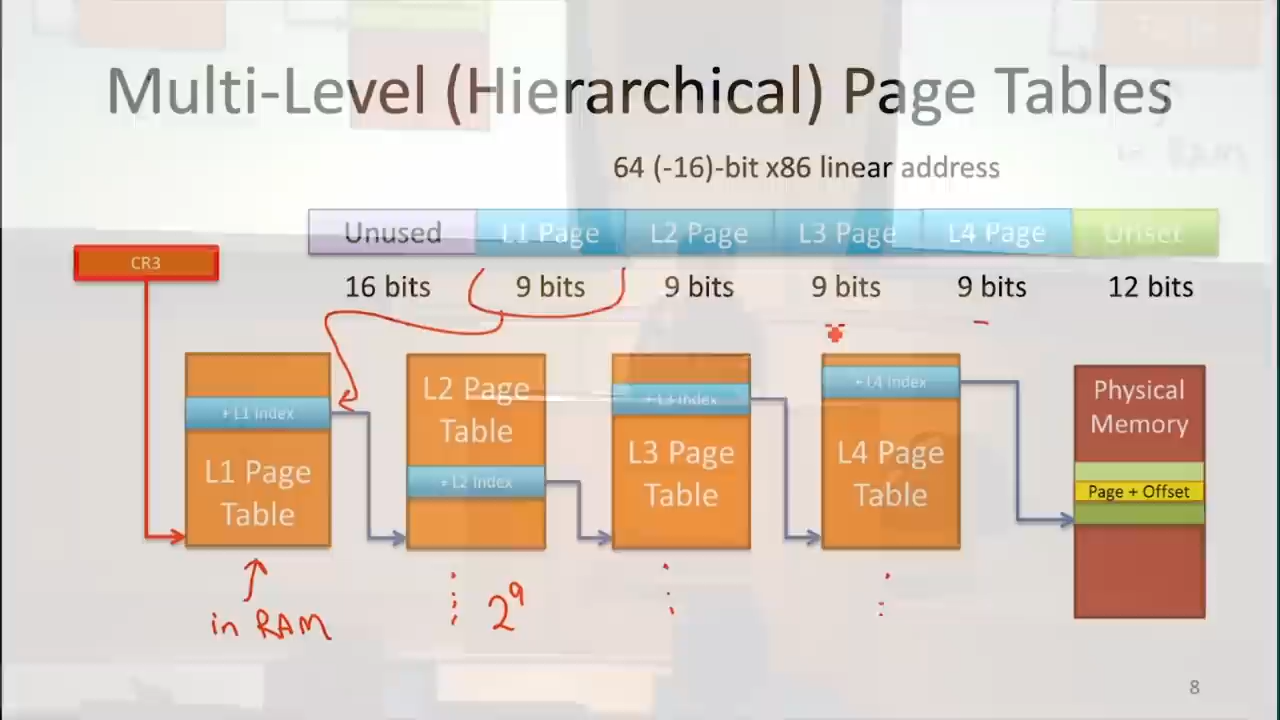 Multi-Level (Hierarchical) Page Tables
64 (-16)-bit x86 linear address
Unused L1 Page L2 Page L3 Page L4 Page Offset
CR3
16 bits 9 bits 9 bits 9 bits 9 bits 12 bits
+ L1 Index
L1 Page
Table
L2 Page
Table
+ L2 Index
+ L3 Index
L3 Page
Table
+ L4 Index
L4 Page
Table
Physical
Memory
Page + Offset
in RAM
2⁹
8